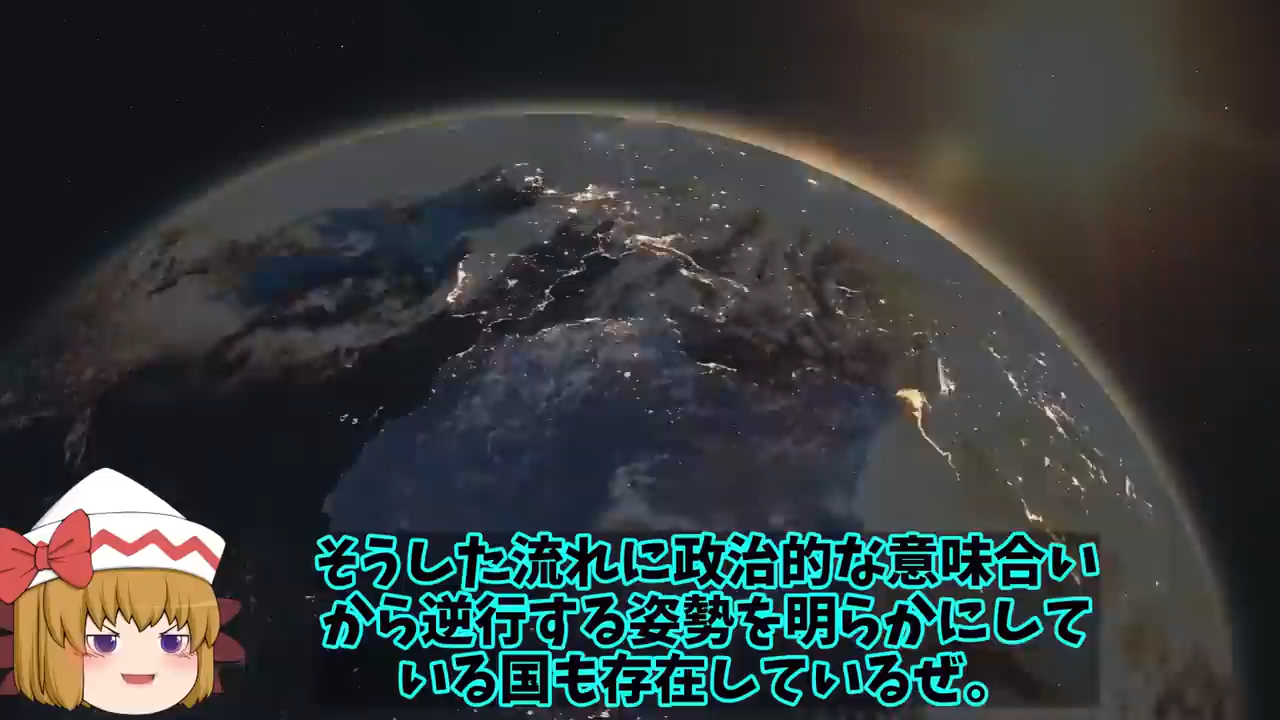 そうした流れに政治的な意味合い
から逆行する姿勢を明らかにして
いる国も存在しているぜ。